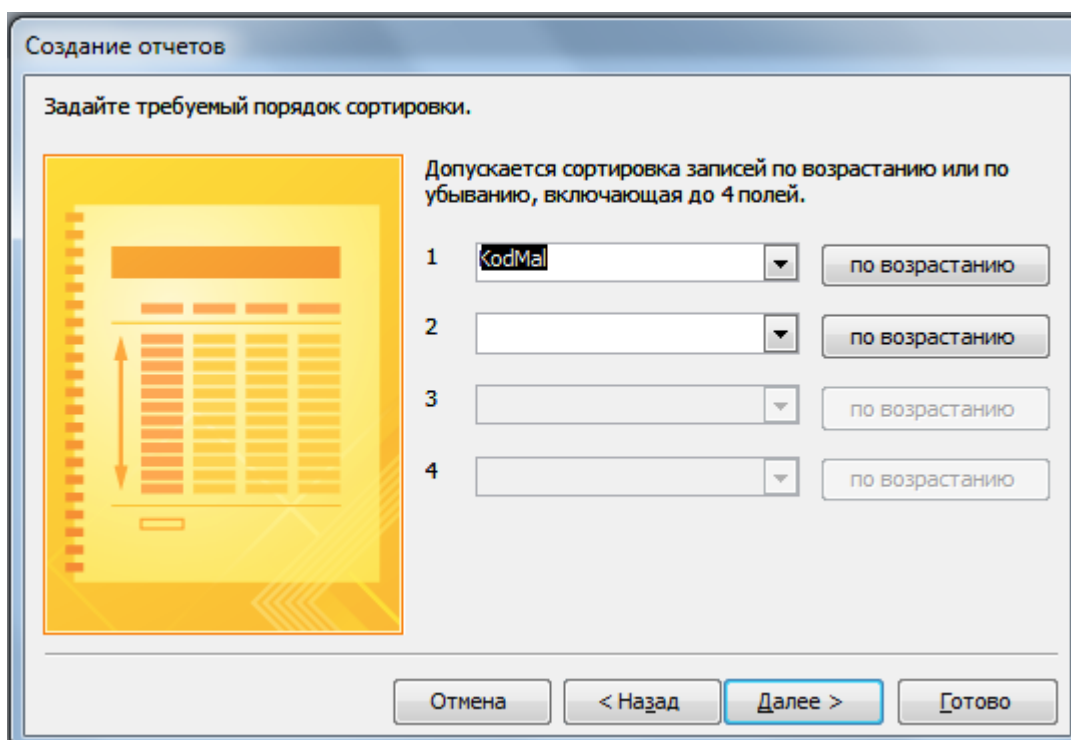 Создание отчетов
Задайте требуемый порядок сортировки.
Допускается сортировка записей по возрастанию или по
убыванию, включающая до 4 полей.
1 KodMal по возрастанию
2 по возрастанию
3 по возрастанию
4 по возрастанию
Отмена < Назад Далее > Готово